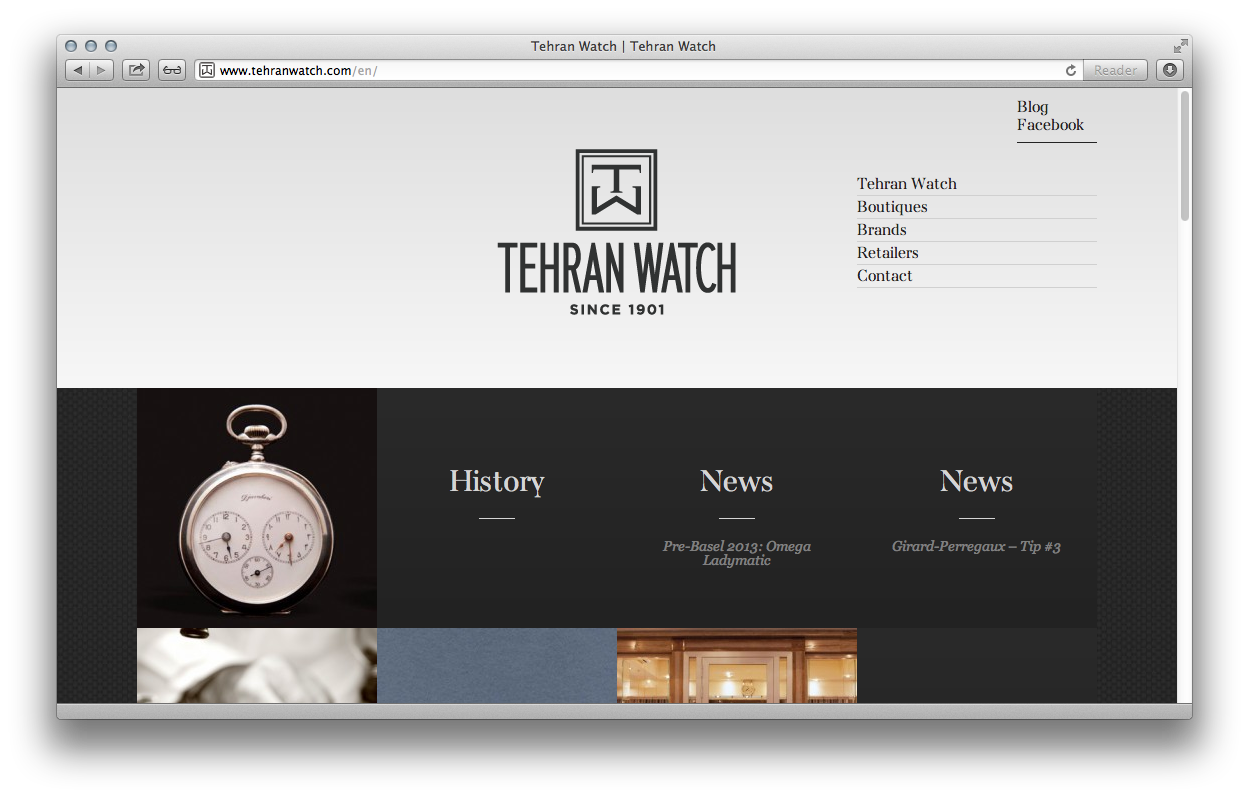 Tehran Watch | Tehran Watch
www.tehranwatch.com/en/
Reader
Blog
Facebook
TW
TEHRAN WATCH
SINCE 1901
Tehran Watch
Boutiques
Brands
Retailers
Contact
History
News
Pre-Basel 2013: Omega
Ladymatic
News
Girard-Perregaux – Tip #3